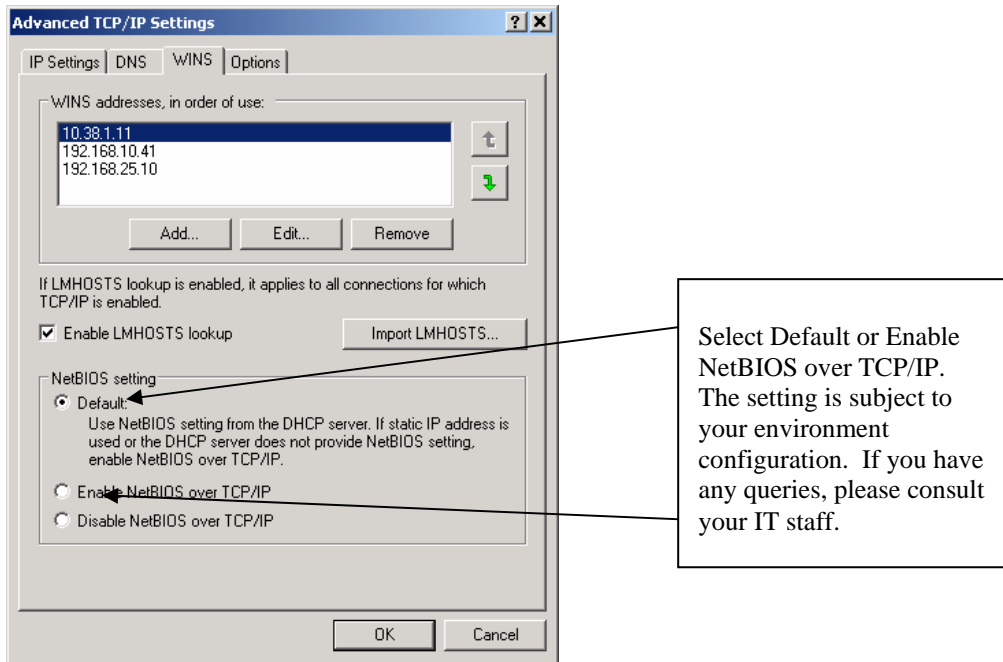 Advanced TCP/IP Settings
IP Settings DNS WINS Options
WINS addresses, in order of use:
10.38.1.11
192.168.10.41
192.168.25.10
Add... Edit... Remove
If LMHOSTS lookup is enabled, it applies to all connections for which
TCP/IP is enabled.
Enable LMHOSTS lookup Import LMHOSTS...
NetBIOS setting
Default:
Use NetBIOS setting from the DHCP server. If static IP address is
used or the DHCP server does not provide NetBIOS setting,
enable NetBIOS over TCP/IP.
Enable NetBIOS over TCP/IP
Disable NetBIOS over TCP/IP
OK Cancel
Select Default or Enable
NetBIOS over TCP/IP.
The setting is subject to
your environment
configuration. If you have
any queries, please consult
your IT staff.